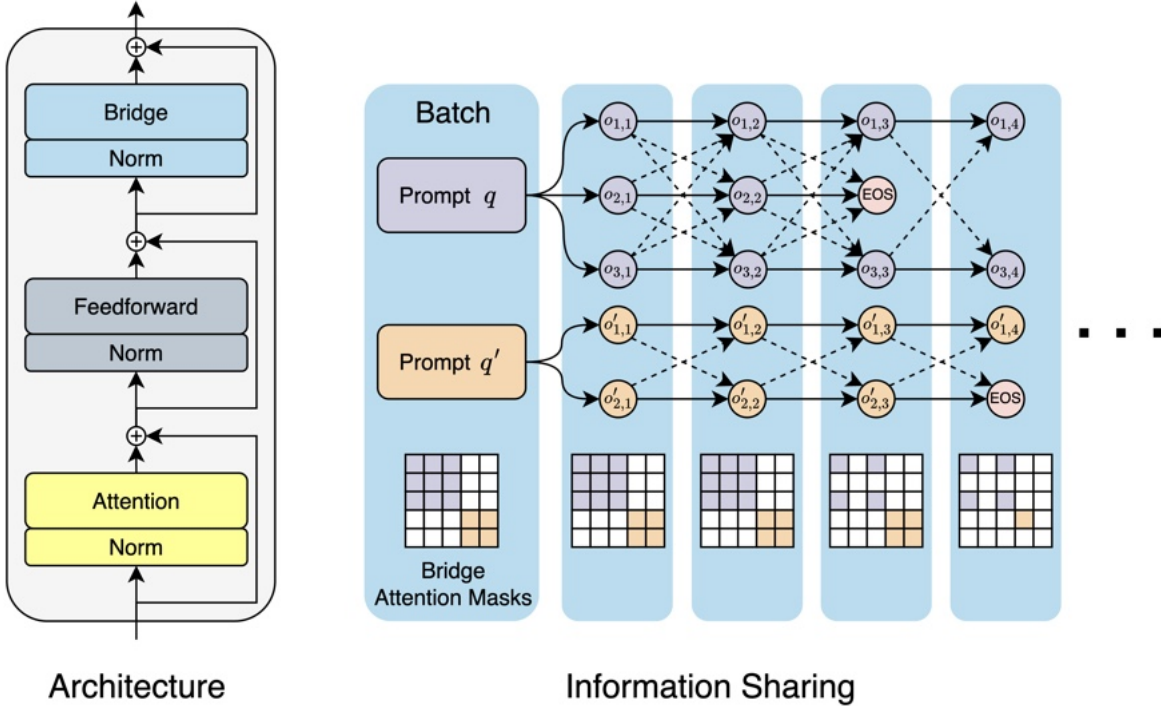 Bridge
Norm
Feedforward
Norm
Attention
Norm
Architecture
Batch
Prompt q
Prompt q′
o1,1 o1,2 o1,3 o1,4
o2,1 o2,2 EOS
o3,1 o3,2 o3,3 o3,4
o′1,1 o′1,2 o′1,3 o′1,4
o′2,1 o′2,2 o′2,3 EOS
. . .
Bridge
Attention Masks
Information Sharing